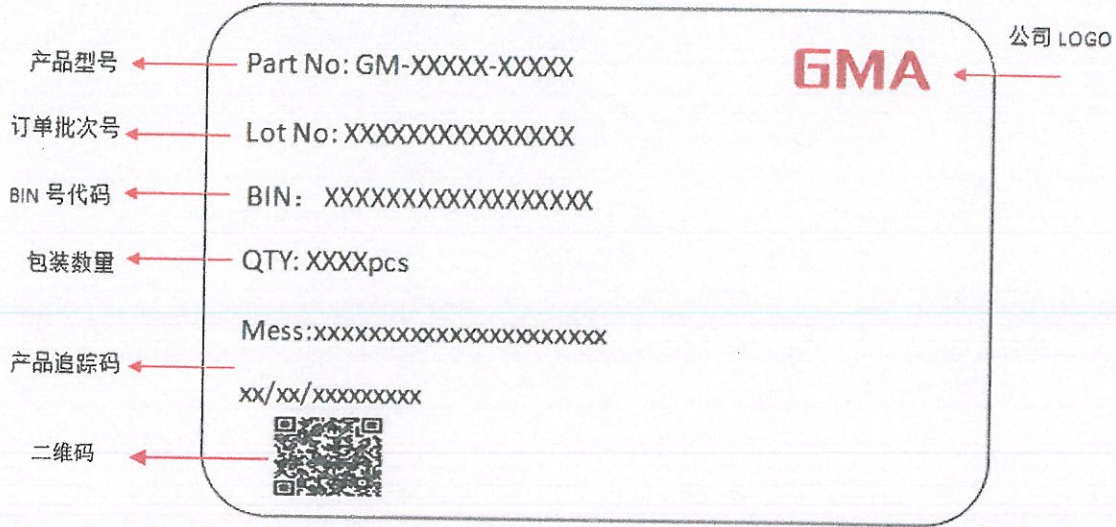 产品型号 Part No: GM-XXXXX-XXXXX GMA 公司 LOGO
订单批次号 Lot No: XXXXXXXXXXXXXXX
BIN 号代码 BIN： XXXXXXXXXXXXXXXXX
包装数量 QTY: XXXXpcs
Mess:xxxxxxxxxxxxxxxxxxxxxx
产品追踪码
xx/xx/xxxxxxxxx
二维码